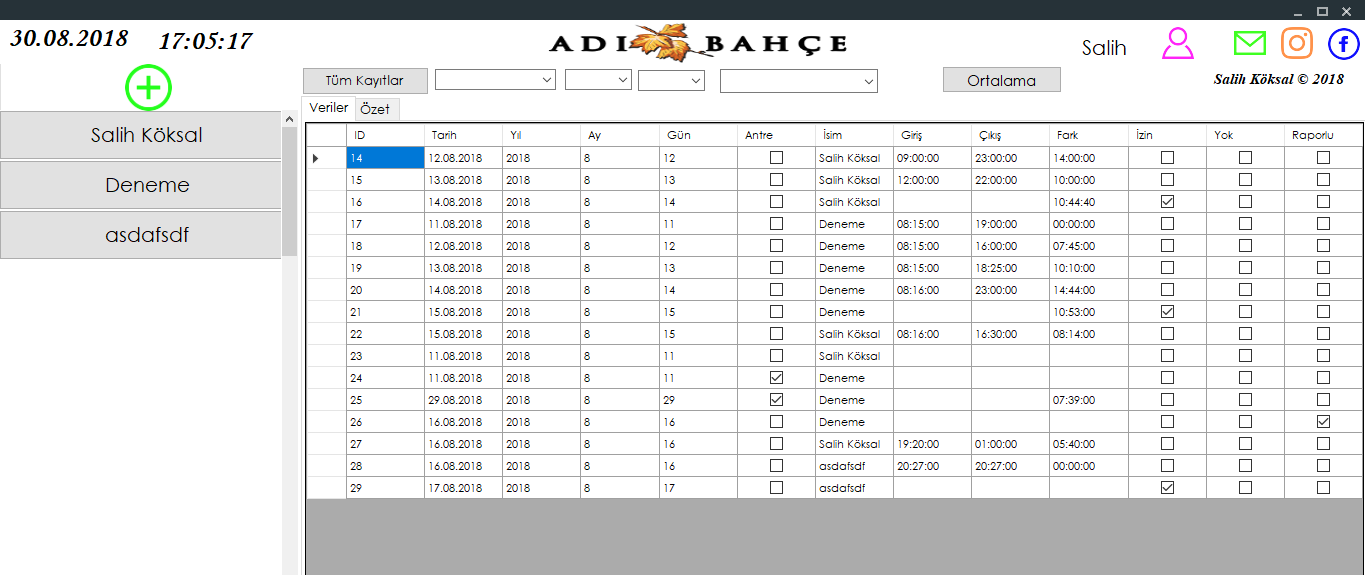 30.08.2018 17:05:17
ADI BAHÇE
Salih
Salih Köksal © 2018
Salih Köksal
Deneme
asdafsdf
Tüm Kayıtlar Ortalama
Veriler Özet
ID Tarih Yıl Ay Gün Antre İsim Giriş Çıkış Fark İzin Yok Raporlu
14 12.08.2018 2018 8 12 Salih Köksal 09:00:00 23:00:00 14:00:00
15 13.08.2018 2018 8 13 Salih Köksal 12:00:00 22:00:00 10:00:00
16 14.08.2018 2018 8 14 Salih Köksal 10:44:40
17 11.08.2018 2018 8 11 Deneme 08:15:00 19:00:00 00:00:00
18 12.08.2018 2018 8 12 Deneme 08:15:00 16:00:00 07:45:00
19 13.08.2018 2018 8 13 Deneme 08:15:00 18:25:00 10:10:00
20 14.08.2018 2018 8 14 Deneme 08:16:00 23:00:00 14:44:00
21 15.08.2018 2018 8 15 Deneme 10:53:00
22 15.08.2018 2018 8 15 Salih Köksal 08:16:00 16:30:00 08:14:00
23 11.08.2018 2018 8 11 Salih Köksal
24 11.08.2018 2018 8 11 Deneme
25 29.08.2018 2018 8 29 Deneme 07:39:00
26 16.08.2018 2018 8 16 Deneme
27 16.08.2018 2018 8 16 Salih Köksal 19:20:00 01:00:00 05:40:00
28 16.08.2018 2018 8 16 asdafsdf 20:27:00 20:27:00 00:00:00
29 17.08.2018 2018 8 17 asdafsdf